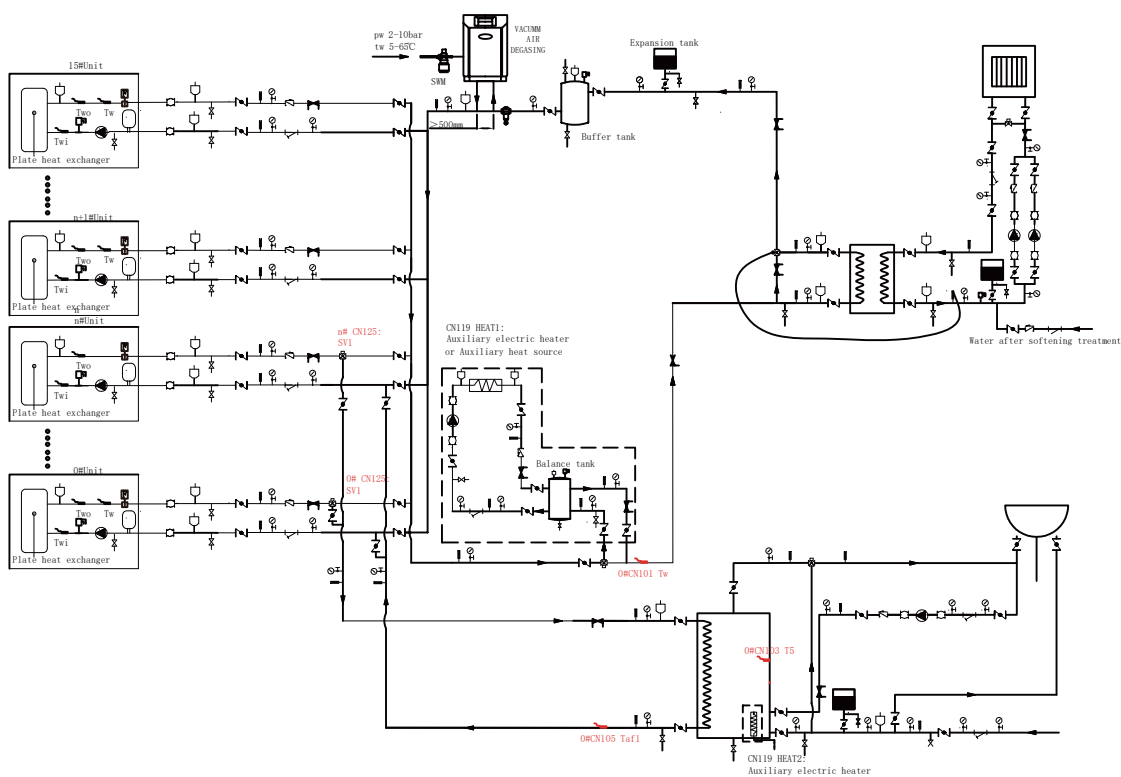 pw 2-10bar
tw 5-65℃
SWM
VACUMM
AIR
DEGASING
Expansion tank
Buffer tank
≥500mm
15#Unit
Two
Tw
Twi
Plate heat exchanger
n+1#Unit
Two
Tw
Twi
Plate heat exchanger
n
n#Unit
Two
Tw
Twi
Plate heat exchanger
0#Unit
Two
Tw
Twi
Plate heat exchanger
n# CN125:
SV1
0# CN125:
SV1
CN119 HEAT1:
Auxiliary electric heater
or Auxiliary heat source
Balance tank
0#CN101 Tw
Water after softening treatment
0#CN103 T5
0#CN105 Taf1
CN119 HEAT2:
Auxiliary electric heater